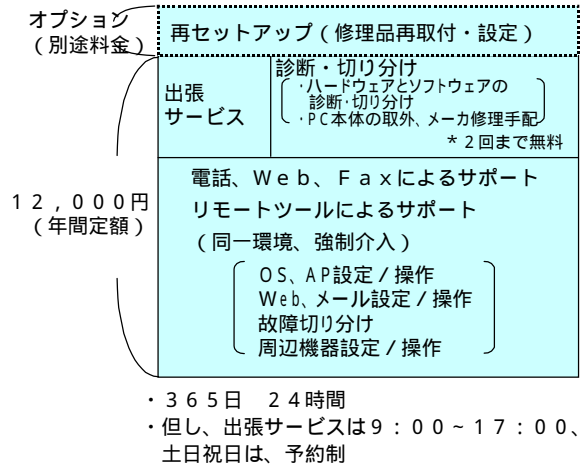 オプション
（別途料金）
再セットアップ（修理品再取付・設定）
出張
サービス
診断・切り分け
・ハードウェアとソフトウェアの
診断・切り分け
・PC本体の取外、メーカ修理手配
＊２回まで無料
１２，０００円
（年間定額）
電話、Ｗｅｂ、Ｆａｘによるサポート
リモートツールによるサポート
（同一環境、強制介入）
OS、AP設定／操作
Web、メール設定／操作
故障切り分け
周辺機器設定／操作
・３６５日　２４時間
・但し、出張サービスは９：００～１７：００、
土日祝日は、予約制